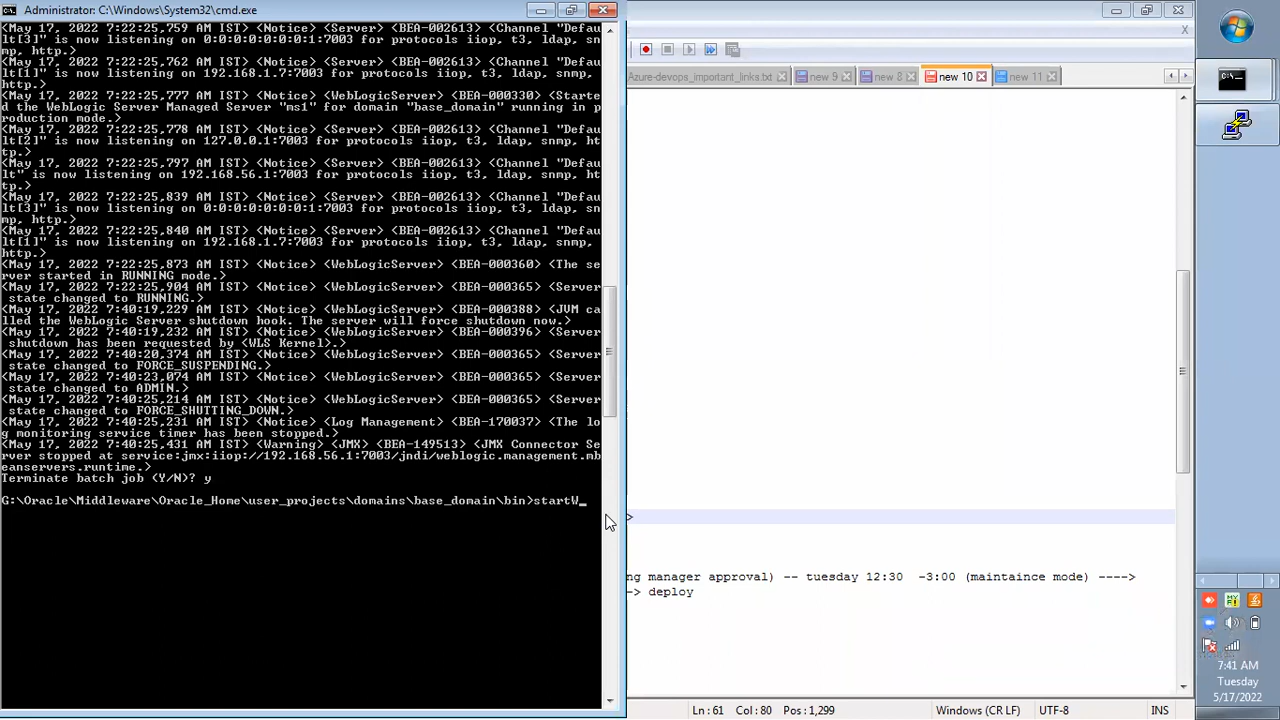 Administrator: C:\Windows\System32\cmd.exe
<May 17, 2022 7:22:25,759 AM IST> <Notice> <Server> <BEA-002613> <Channel "Defau
lt[3]" is now listening on 0:0:0:0:0:0:0:1:7003 for protocols iiop, t3, ldap, sn
mp, http.>
<May 17, 2022 7:22:25,762 AM IST> <Notice> <Server> <BEA-002613> <Channel "Defau
lt[1]" is now listening on 192.168.1.7:7003 for protocols iiop, t3, ldap, snmp,
http.>
<May 17, 2022 7:22:25,777 AM IST> <Notice> <WebLogicServer> <BEA-000330> <Starte
d the WebLogic Server Managed Server "ms1" for domain "base_domain" running in p
roduction mode.>
<May 17, 2022 7:22:25,778 AM IST> <Notice> <Server> <BEA-002613> <Channel "Defau
lt[2]" is now listening on 127.0.0.1:7003 for protocols iiop, t3, ldap, snmp, ht
tp.>
<May 17, 2022 7:22:25,797 AM IST> <Notice> <Server> <BEA-002613> <Channel "Defau
lt" is now listening on 192.168.56.1:7003 for protocols iiop, t3, ldap, snmp, ht
tp.>
<May 17, 2022 7:22:25,839 AM IST> <Notice> <Server> <BEA-002613> <Channel "Defau
lt[3]" is now listening on 0:0:0:0:0:0:0:1:7003 for protocols iiop, t3, ldap, sn
mp, http.>
<May 17, 2022 7:22:25,840 AM IST> <Notice> <Server> <BEA-002613> <Channel "Defau
lt[1]" is now listening on 192.168.1.7:7003 for protocols iiop, t3, ldap, snmp,
http.>
<May 17, 2022 7:22:25,873 AM IST> <Notice> <WebLogicServer> <BEA-000360> <The se
rver started in RUNNING mode.>
<May 17, 2022 7:22:25,904 AM IST> <Notice> <WebLogicServer> <BEA-000365> <Server
state changed to RUNNING.>
<May 17, 2022 7:40:19,229 AM IST> <Notice> <WebLogicServer> <BEA-000388> <JVM ca
lled the WebLogic Server shutdown hook. The server will force shutdown now.>
<May 17, 2022 7:40:19,232 AM IST> <Notice> <WebLogicServer> <BEA-000396> <Server
shutdown has been requested by <WLS Kernel>.>
<May 17, 2022 7:40:20,374 AM IST> <Notice> <WebLogicServer> <BEA-000365> <Server
state changed to FORCE_SUSPENDING.>
<May 17, 2022 7:40:23,074 AM IST> <Notice> <WebLogicServer> <BEA-000365> <Server
state changed to ADMIN.>
<May 17, 2022 7:40:25,214 AM IST> <Notice> <WebLogicServer> <BEA-000365> <Server
state changed to FORCE_SHUTTING_DOWN.>
<May 17, 2022 7:40:25,231 AM IST> <Notice> <Log Management> <BEA-170037> <The lo
g monitoring service timer has been stopped.>
<May 17, 2022 7:40:25,431 AM IST> <Warning> <JMX> <BEA-149513> <JMX Connector Se
rver stopped at service:jmx:iiop://192.168.56.1:7003/jndi/weblogic.management.mb
eanservers.runtime.>
Terminate batch job (Y/N)? y
G:\Oracle\Middleware\Oracle_Home\user_projects\domains\base_domain\bin>startW_
Azure-devops_important_links.txt new 9 new 8 new 10 new 11
>
ng manager approval) -- tuesday 12:30 -3:00 (maintaince mode) ---->
-> deploy
Ln:61 Col:80 Pos:1,299 Windows (CR LF) UTF-8 INS
7:41 AM
Tuesday
5/17/2022